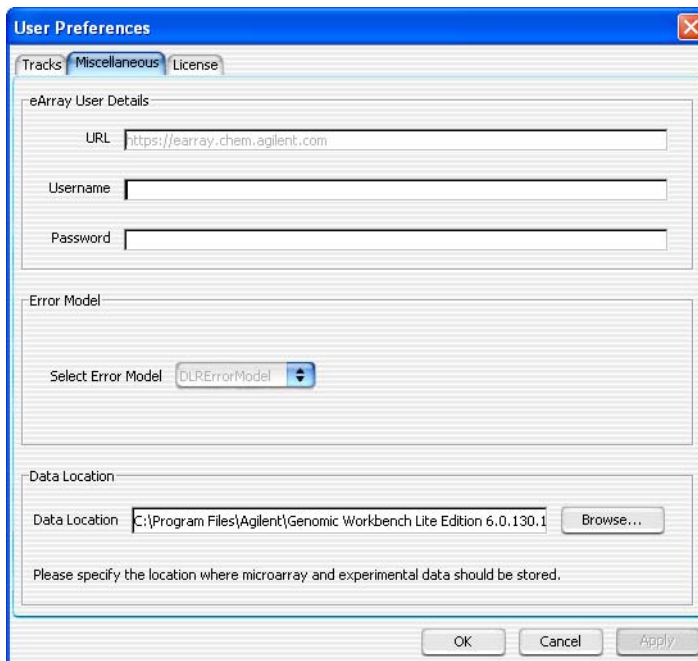 User Preferences
Tracks Miscellaneous License
eArray User Details
URL https://earray.chem.agilent.com
Username
Password
Error Model
Select Error Model DLRErrorModel
Data Location
Data Location C:\Program Files\Agilent\Genomic Workbench Lite Edition 6.0.130.1 Browse...
Please specify the location where microarray and experimental data should be stored.
OK Cancel Apply